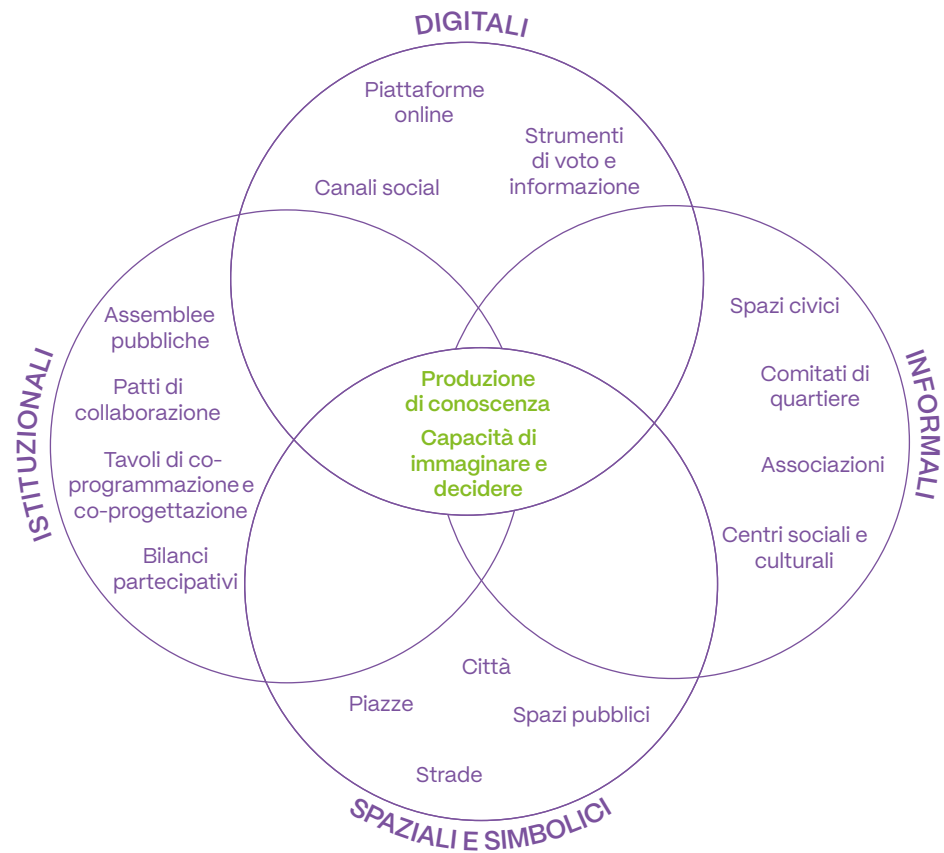 DIGITALI
Piattaforme
online
Strumenti
di voto e
informazione
Canali social
ISTITUZIONALI
Assemblee
pubbliche
Patti di
collaborazione
Tavoli di co-
programmazione e
co-progettazione
Bilanci
partecipativi
Produzione
di conoscenza
Capacità di
immaginare e
decidere
INFORMALI
Spazi civici
Comitati di
quartiere
Associazioni
Centri sociali e
culturali
Città
Piazze
Spazi pubblici
Strade
SPAZIALI E SIMBOLICI